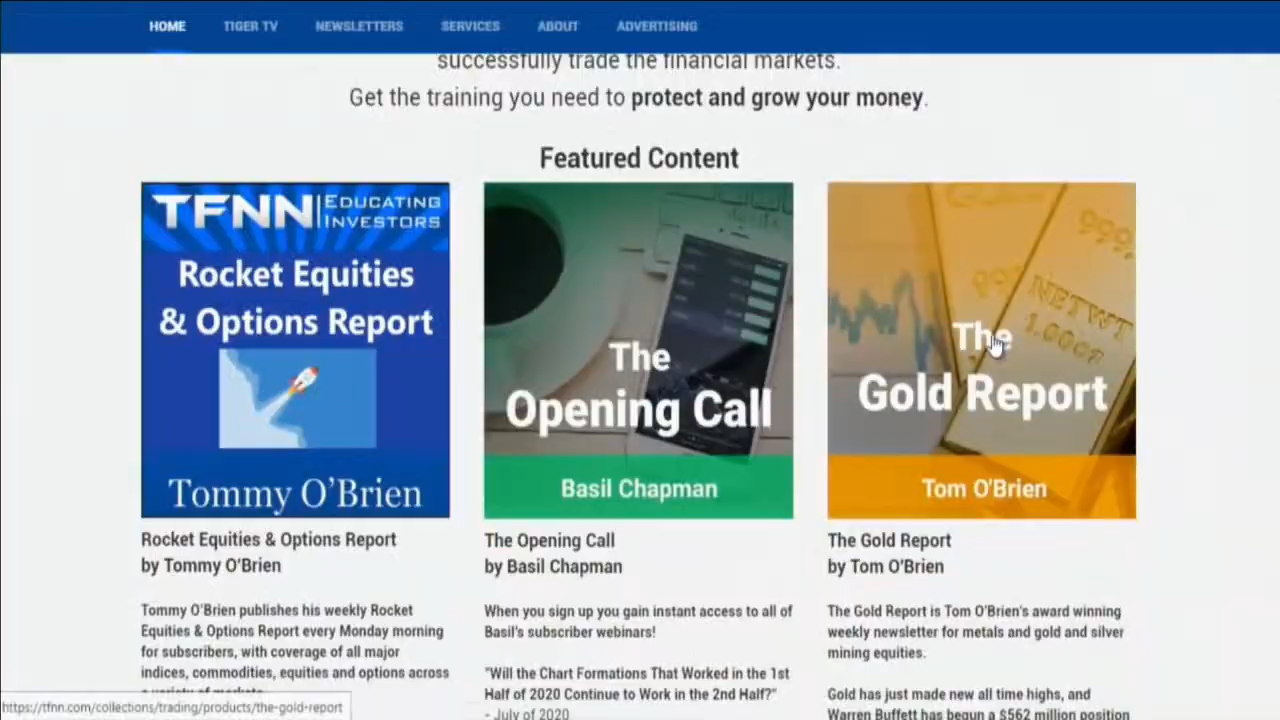 HOME TIGER TV NEWSLETTERS SERVICES ABOUT ADVERTISING
successfully trade the financial markets.
Get the training you need to protect and grow your money.
Featured Content
TFNN EDUCATING
INVESTORS
Rocket Equities
& Options Report
Tommy O'Brien
The
Opening Call
Basil Chapman
999.
NET WT
1.00oz
The
Gold Report
Tom O'Brien
Rocket Equities & Options Report
by Tommy O'Brien
Tommy O'Brien publishes his weekly Rocket
Equities & Options Report every Monday morning
for subscribers, with coverage of all major
indices, commodities, equities and options across
a variety of markets.
The Opening Call
by Basil Chapman
When you sign up you gain instant access to all of
Basil's subscriber webinars!
"Will the Chart Formations That Worked in the 1st
Half of 2020 Continue to Work in the 2nd Half?"
- July of 2020
The Gold Report
by Tom O'Brien
The Gold Report is Tom O'Brien's award winning
weekly newsletter for metals and gold and silver
mining equities.
Gold has just made new all time highs, and
Warren Buffett has begun a $562 million position
https://tfnn.com/collections/trading/products/the-gold-report